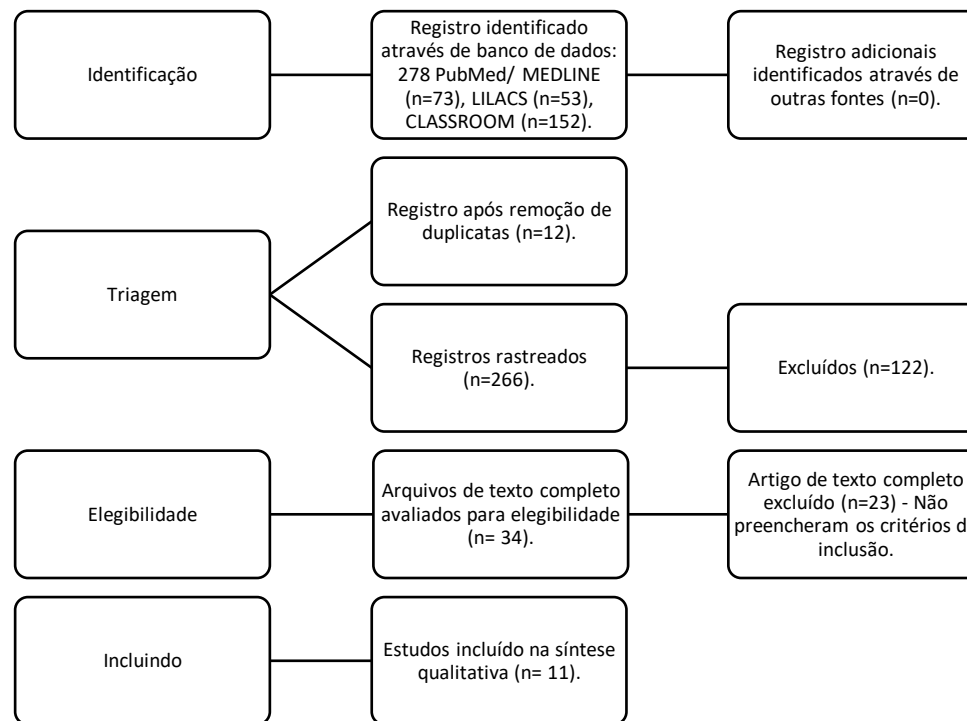 Identificação
Registro identificado
através de banco de dados:
278 PubMed/ MEDLINE
(n=73), LILACS (n=53),
CLASSROOM (n=152).
Registro adicionais
identificados através de
outras fontes (n=0).
Triagem
Registro após remoção de
duplicatas (n=12).
Registros rastreados
(n=266).
Excluídos (n=122).
Elegibilidade
Arquivos de texto completo
avaliados para elegibilidade
(n= 34).
Artigo de texto completo
excluído (n=23) - Não
preencheram os critérios d
inclusão.
Incluindo
Estudos incluído na síntese
qualitativa (n= 11).